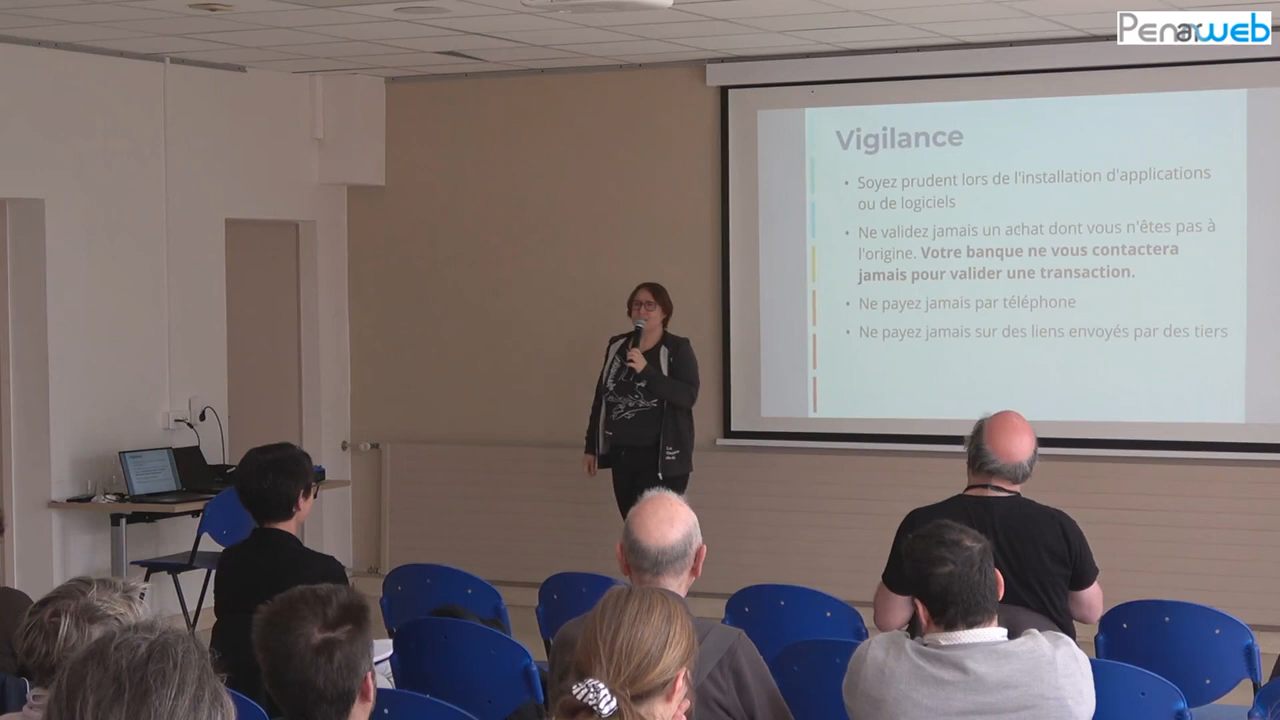 Penarweb
Vigilance
• Soyez prudent lors de l'installation d'applications
ou de logiciels
• Ne validez jamais un achat dont vous n'êtes pas à
l'origine. Votre banque ne vous contactera
jamais pour valider une transaction.
• Ne payez jamais par téléphone
• Ne payez jamais sur des liens envoyés par des tiers